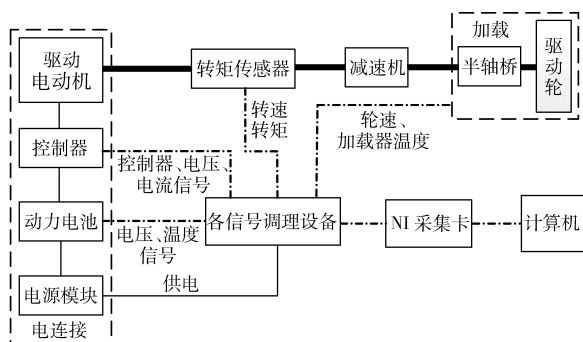 加载
驱动
电动机
转矩传感器
减速机
半轴桥
驱
动
轮
转速
转矩
轮速、
加载器温度
控制器
控制器、电压、
电流信号
动力电池
电压、温度
信号
各信号调理设备
NI 采集卡
计算机
电源模块
供电
电连接